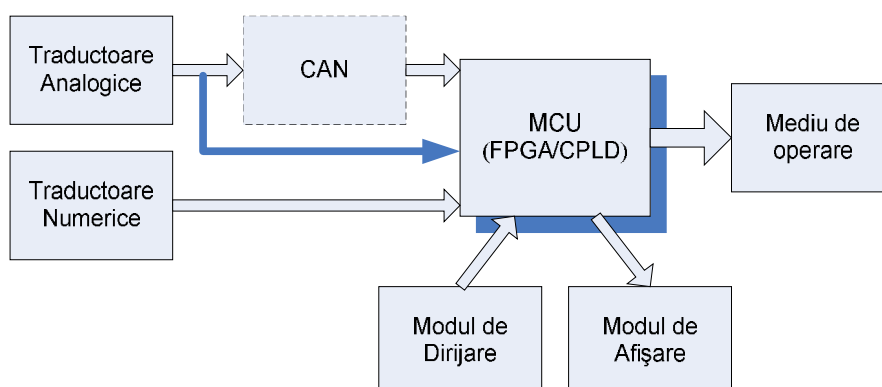 Traductoare
Analogice
CAN
MCU
(FPGA/CPLD)
Mediu de
operare
Traductoare
Numerice
Modul de
Dirijare
Modul de
Afişare